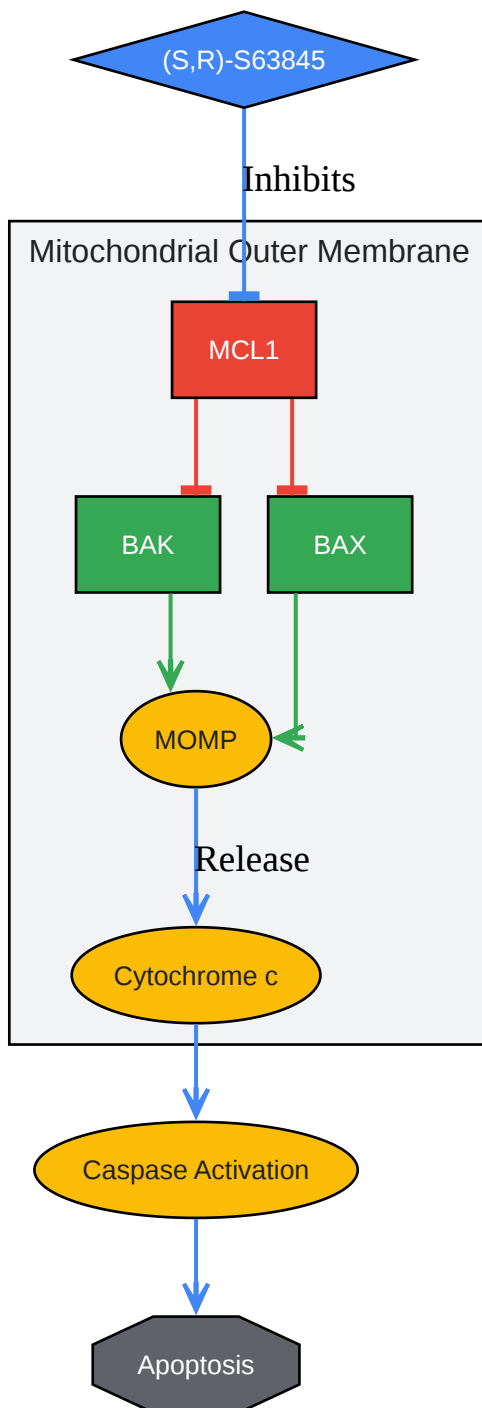 (S,R)-S63845
Inhibits
Mitochondrial Outer Membrane
MCL1
BAK
BAX
MOMP
Release
Cytochrome c
Caspase Activation
Apoptosis